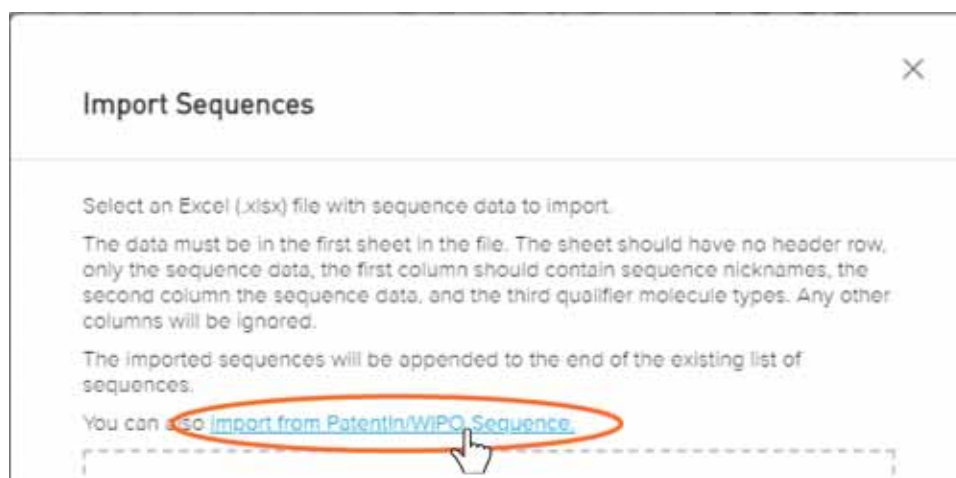 Import Sequences
Select an Excel (.xlsx) file with sequence data to import.
The data must be in the first sheet in the file. The sheet should have no header row,
only the sequence data, the first column should contain sequence nicknames, the
second column the sequence data, and the third qualifier molecule types. Any other
columns will be ignored.
The imported sequences will be appended to the end of the existing list of
sequences.
You can also import from PatentIn/WIPO Sequence.